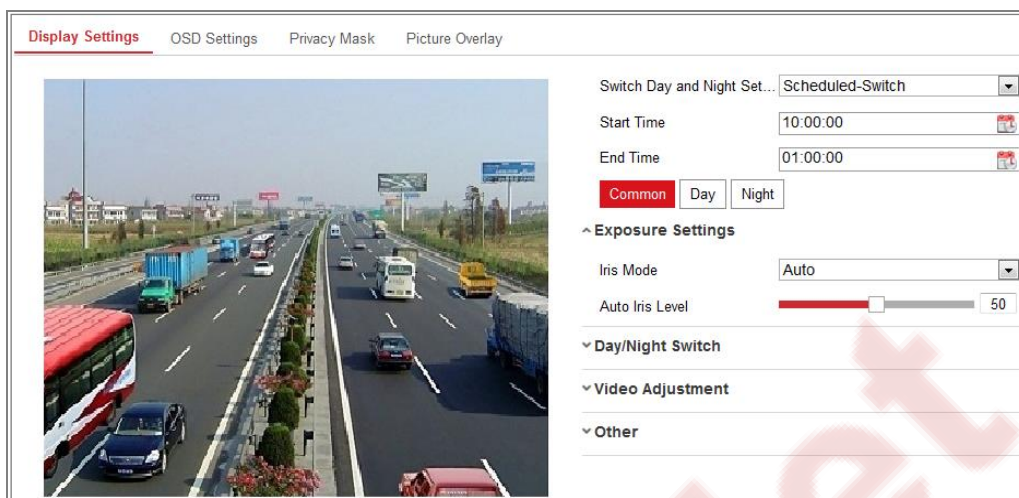 Display Settings OSD Settings Privacy Mask Picture Overlay
Switch Day and Night Set... Scheduled-Switch
Start Time 10:00:00
End Time 01:00:00
Common Day Night
Exposure Settings
Iris Mode Auto
Auto Iris Level 50
Day/Night Switch
Video Adjustment
Other